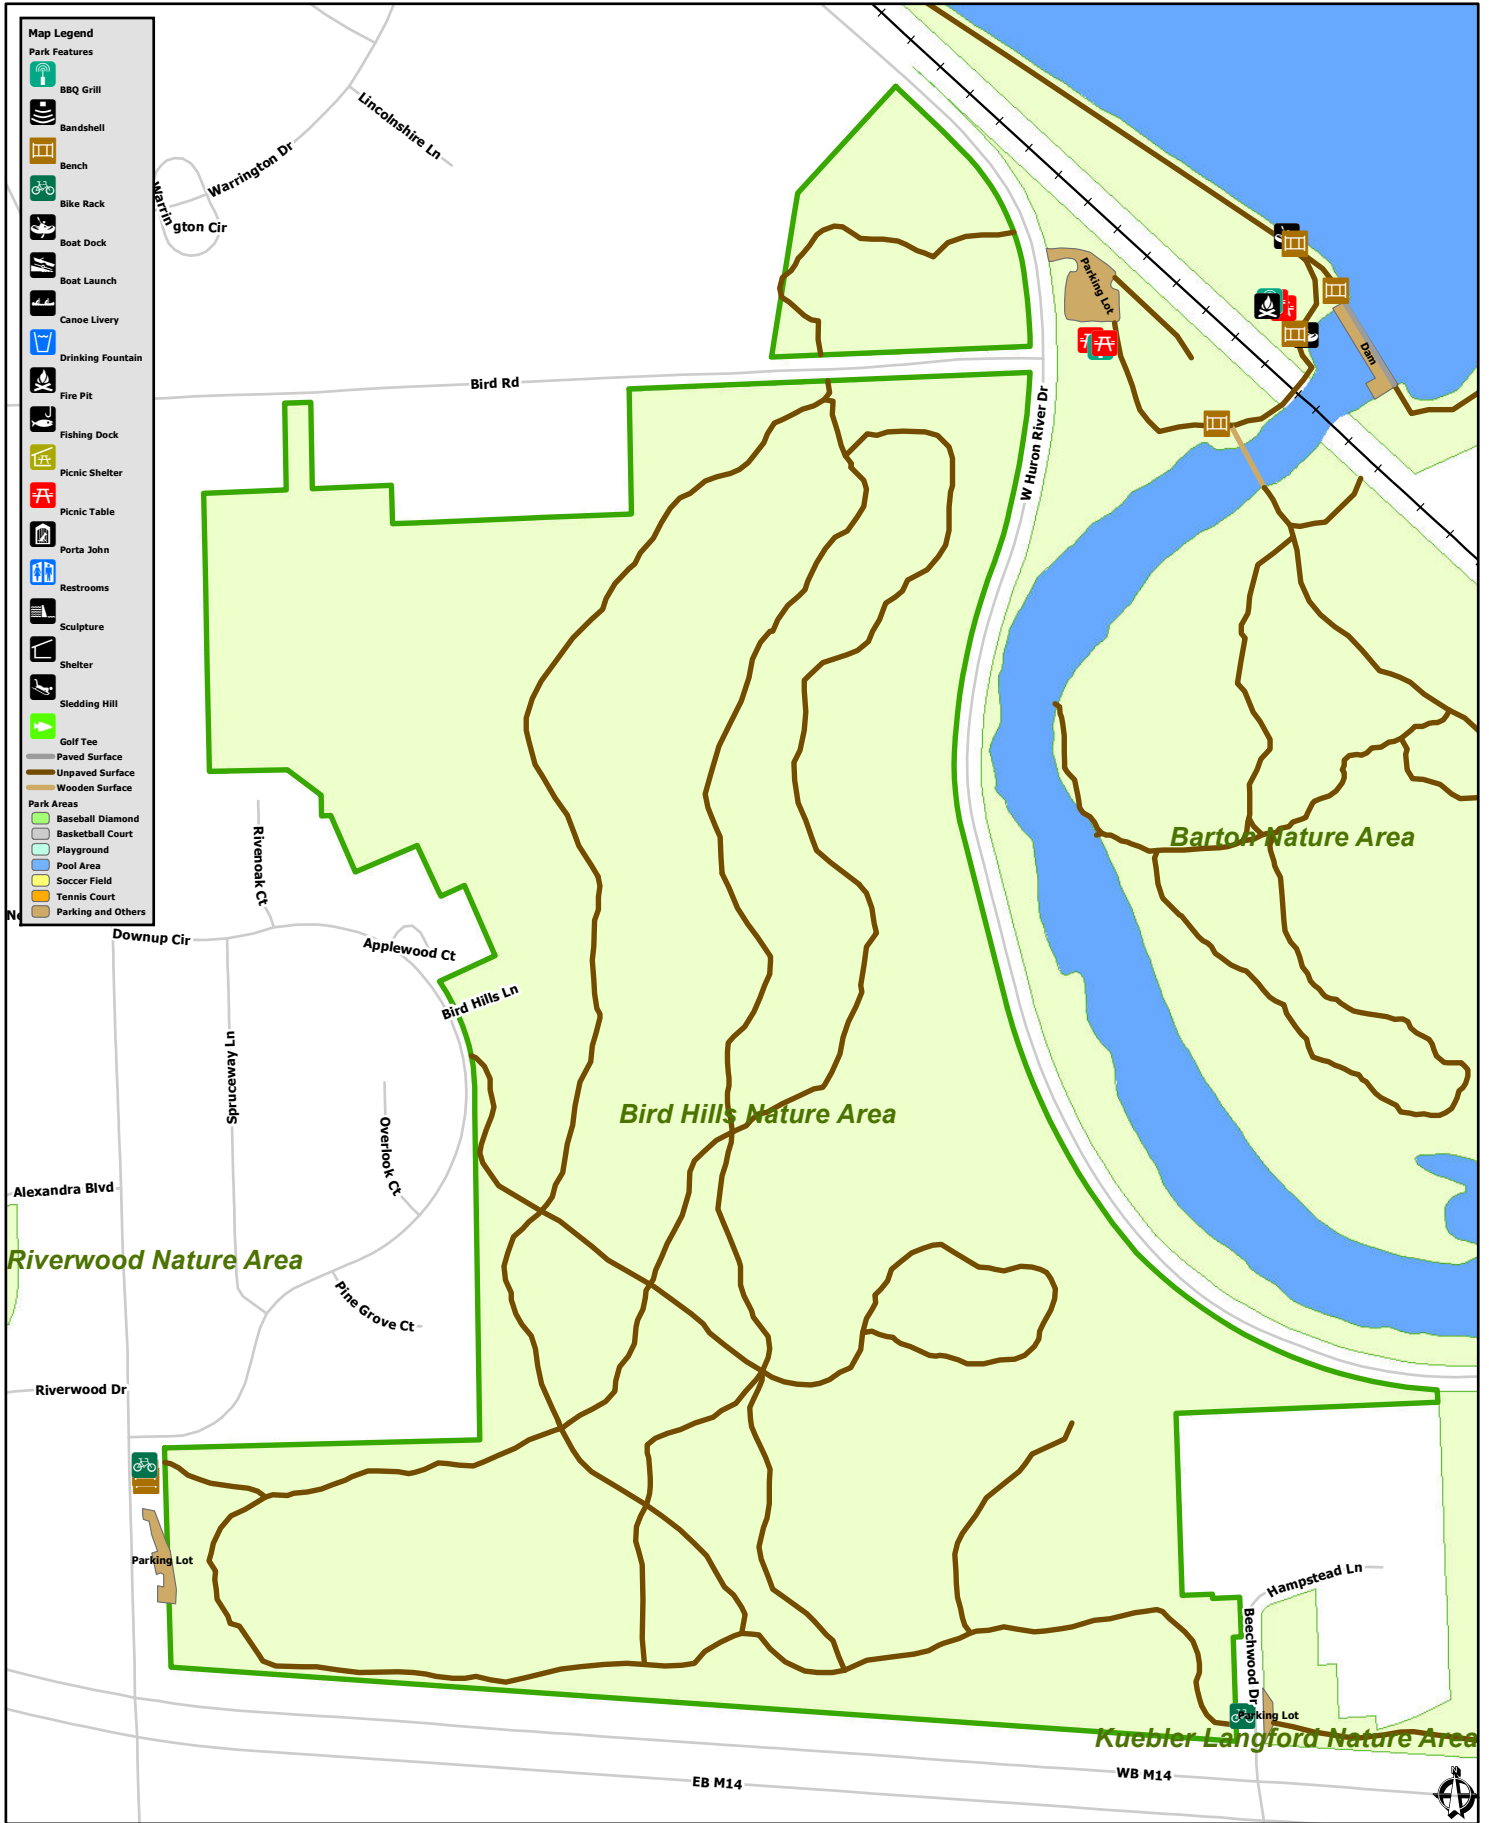 Map Legend
Park Features
BBQ Grill
Bandshell
Bench
Bike Rack
Boat Dock
Boat Launch
Canoe Livery
Drinking Fountain
Fire Pit
Fishing Dock
Picnic Shelter
Picnic Table
Porta John
Restrooms
Sculpture
Shelter
Sledding Hill
Golf Tee
Paved Surface
Unpaved Surface
Wooden Surface
Park Areas
Baseball Diamond
Basketball Court
Playground
Pool Area
Soccer Field
Tennis Court
Parking and Others
Lincolnshire Ln
Warrington Dr
Warrington Cir
Parking Lot
Dam
Bird Rd
W Huron River Dr
Barton Nature Area
Rivenoak Ct
Ne
Downup Cir
Applewood Ct
Bird Hills Ln
Spruceway Ln
Bird Hills Nature Area
Overlook Ct
Alexandra Blvd
Riverwood Nature Area
Pine Grove Ct
Riverwood Dr
Parking Lot
Hampstead Ln
Beechwood Dr
Parking Lot
Kuebler Langford Nature Area
WB M14
EB M14
N